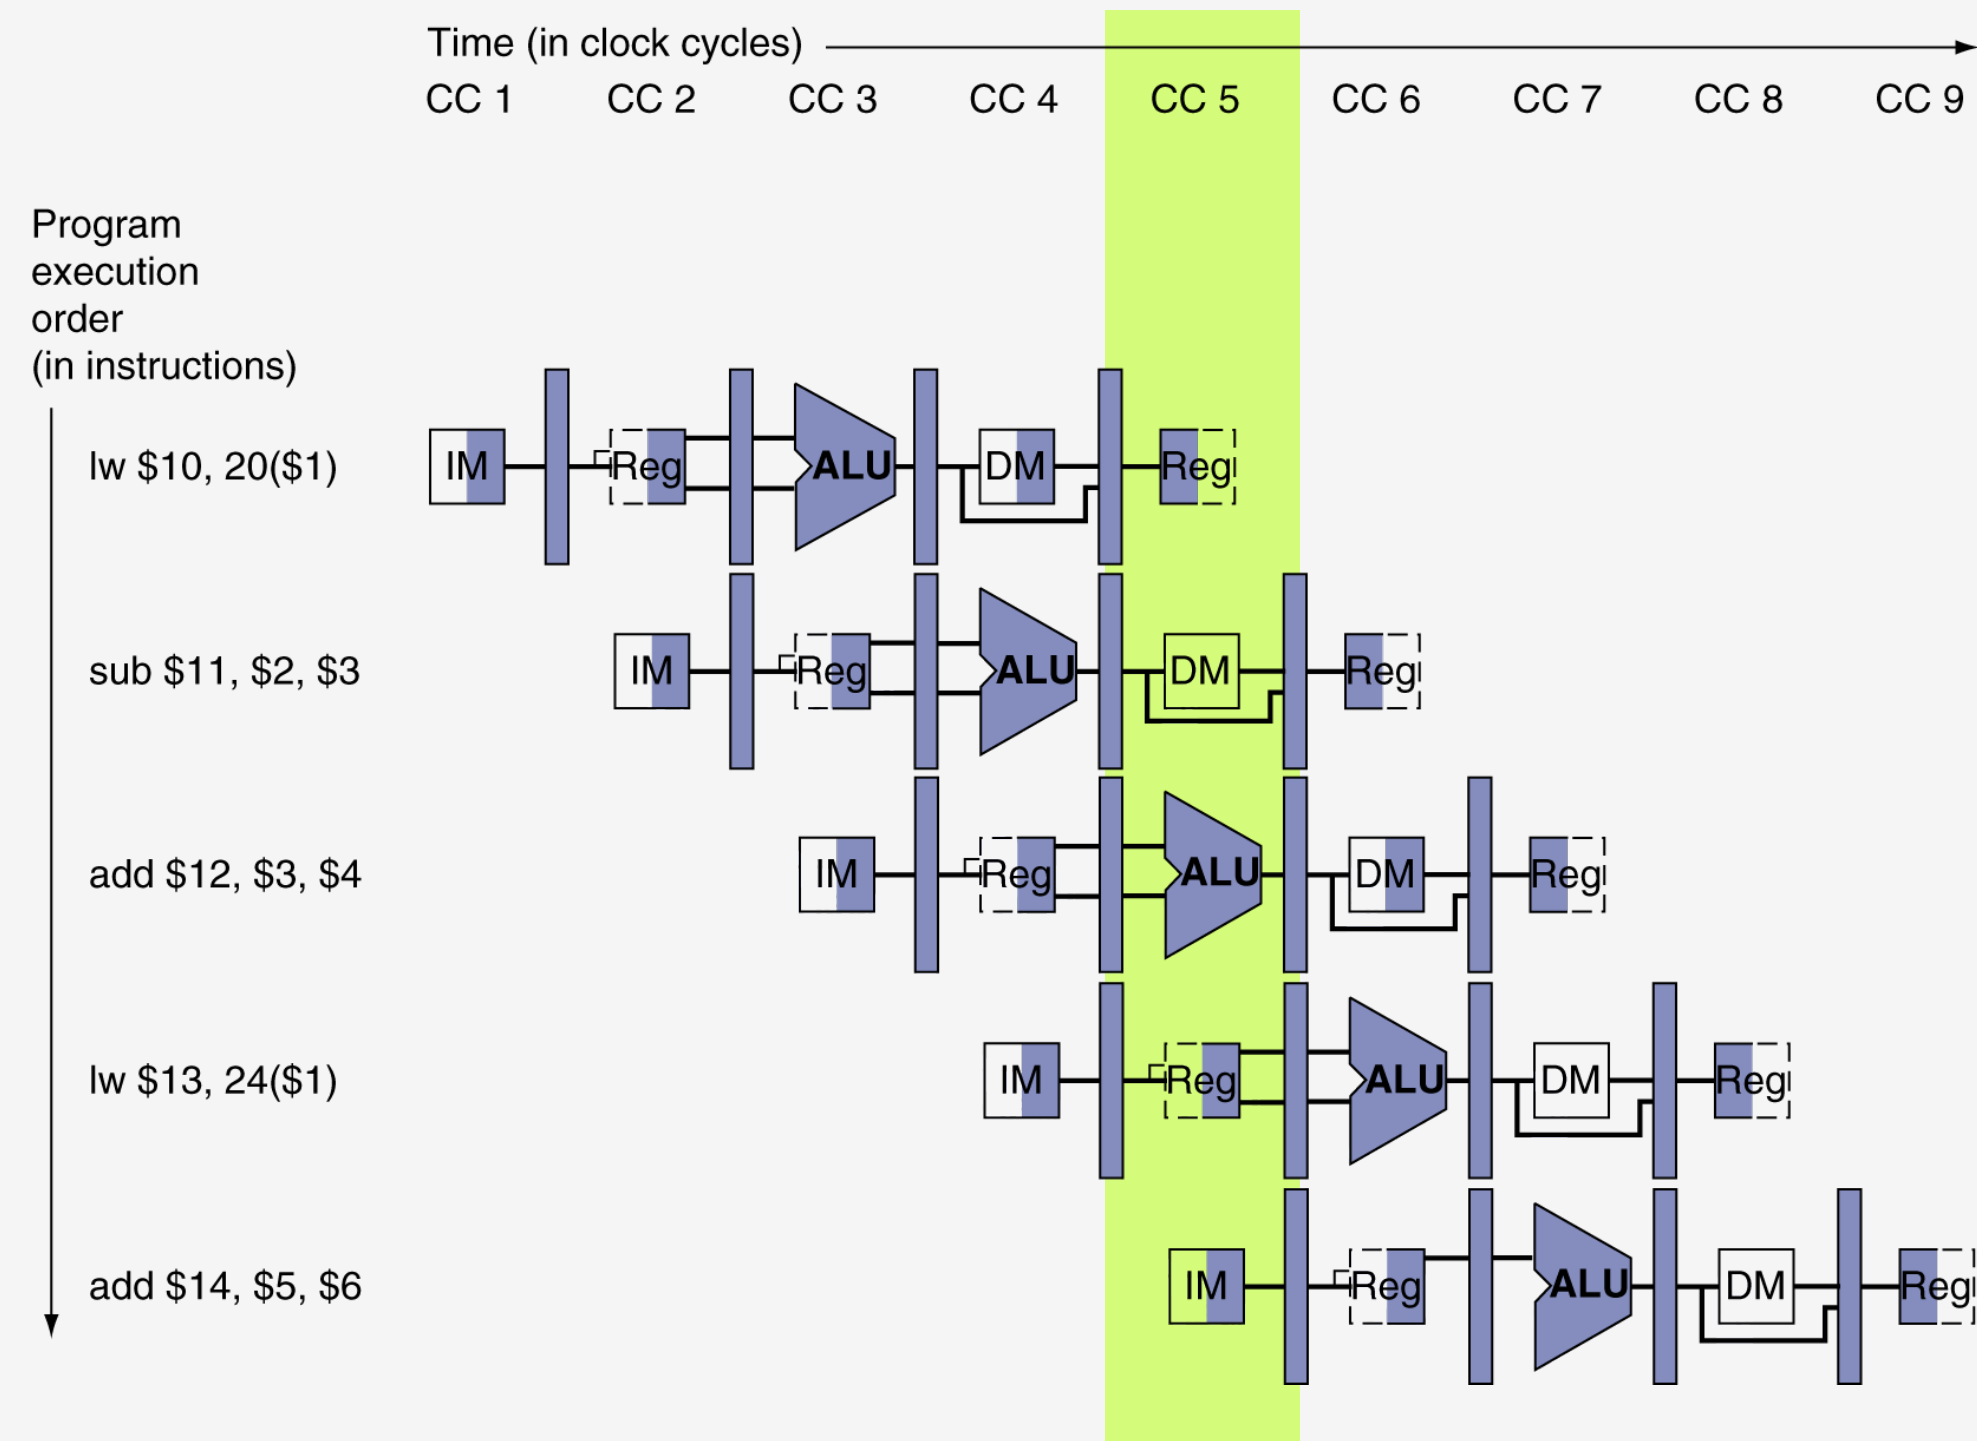 Time (in clock cycles)
CC 1 CC 2 CC 3 CC 4 CC 5 CC 6 CC 7 CC 8 CC 9
Program
execution
order
(in instructions)
lw $10, 20($1) IM Reg ALU DM Reg
sub $11, $2, $3 IM Reg ALU DM Reg
add $12, $3, $4 IM Reg ALU DM Reg
lw $13, 24($1) IM Reg ALU DM Reg
add $14, $5, $6 IM Reg ALU DM Reg